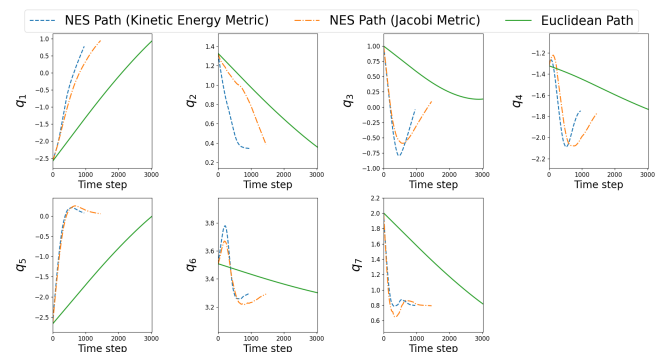 NES Path (Kinetic Energy Metric) NES Path (Jacobi Metric) Euclidean Path
q1
1.0
0.5
0.0
−0.5
−1.0
−1.5
−2.0
−2.5
0 1000 2000 3000
Time step
q2
1.4
1.2
1.0
0.8
0.6
0.4
0.2
0 1000 2000 3000
Time step
q3
1.00
0.75
0.50
0.25
0.00
−0.25
−0.50
−0.75
−1.00
0 1000 2000 3000
Time step
q4
−1.2
−1.4
−1.6
−1.8
−2.0
−2.2
0 1000 2000 3000
Time step
q5
0.0
−0.5
−1.0
−1.5
−2.0
−2.5
0 1000 2000 3000
Time step
q6
3.8
3.6
3.4
3.2
0 1000 2000 3000
Time step
q7
2.2
2.0
1.8
1.6
1.4
1.2
1.0
0.8
0.6
0 1000 2000 3000
Time step